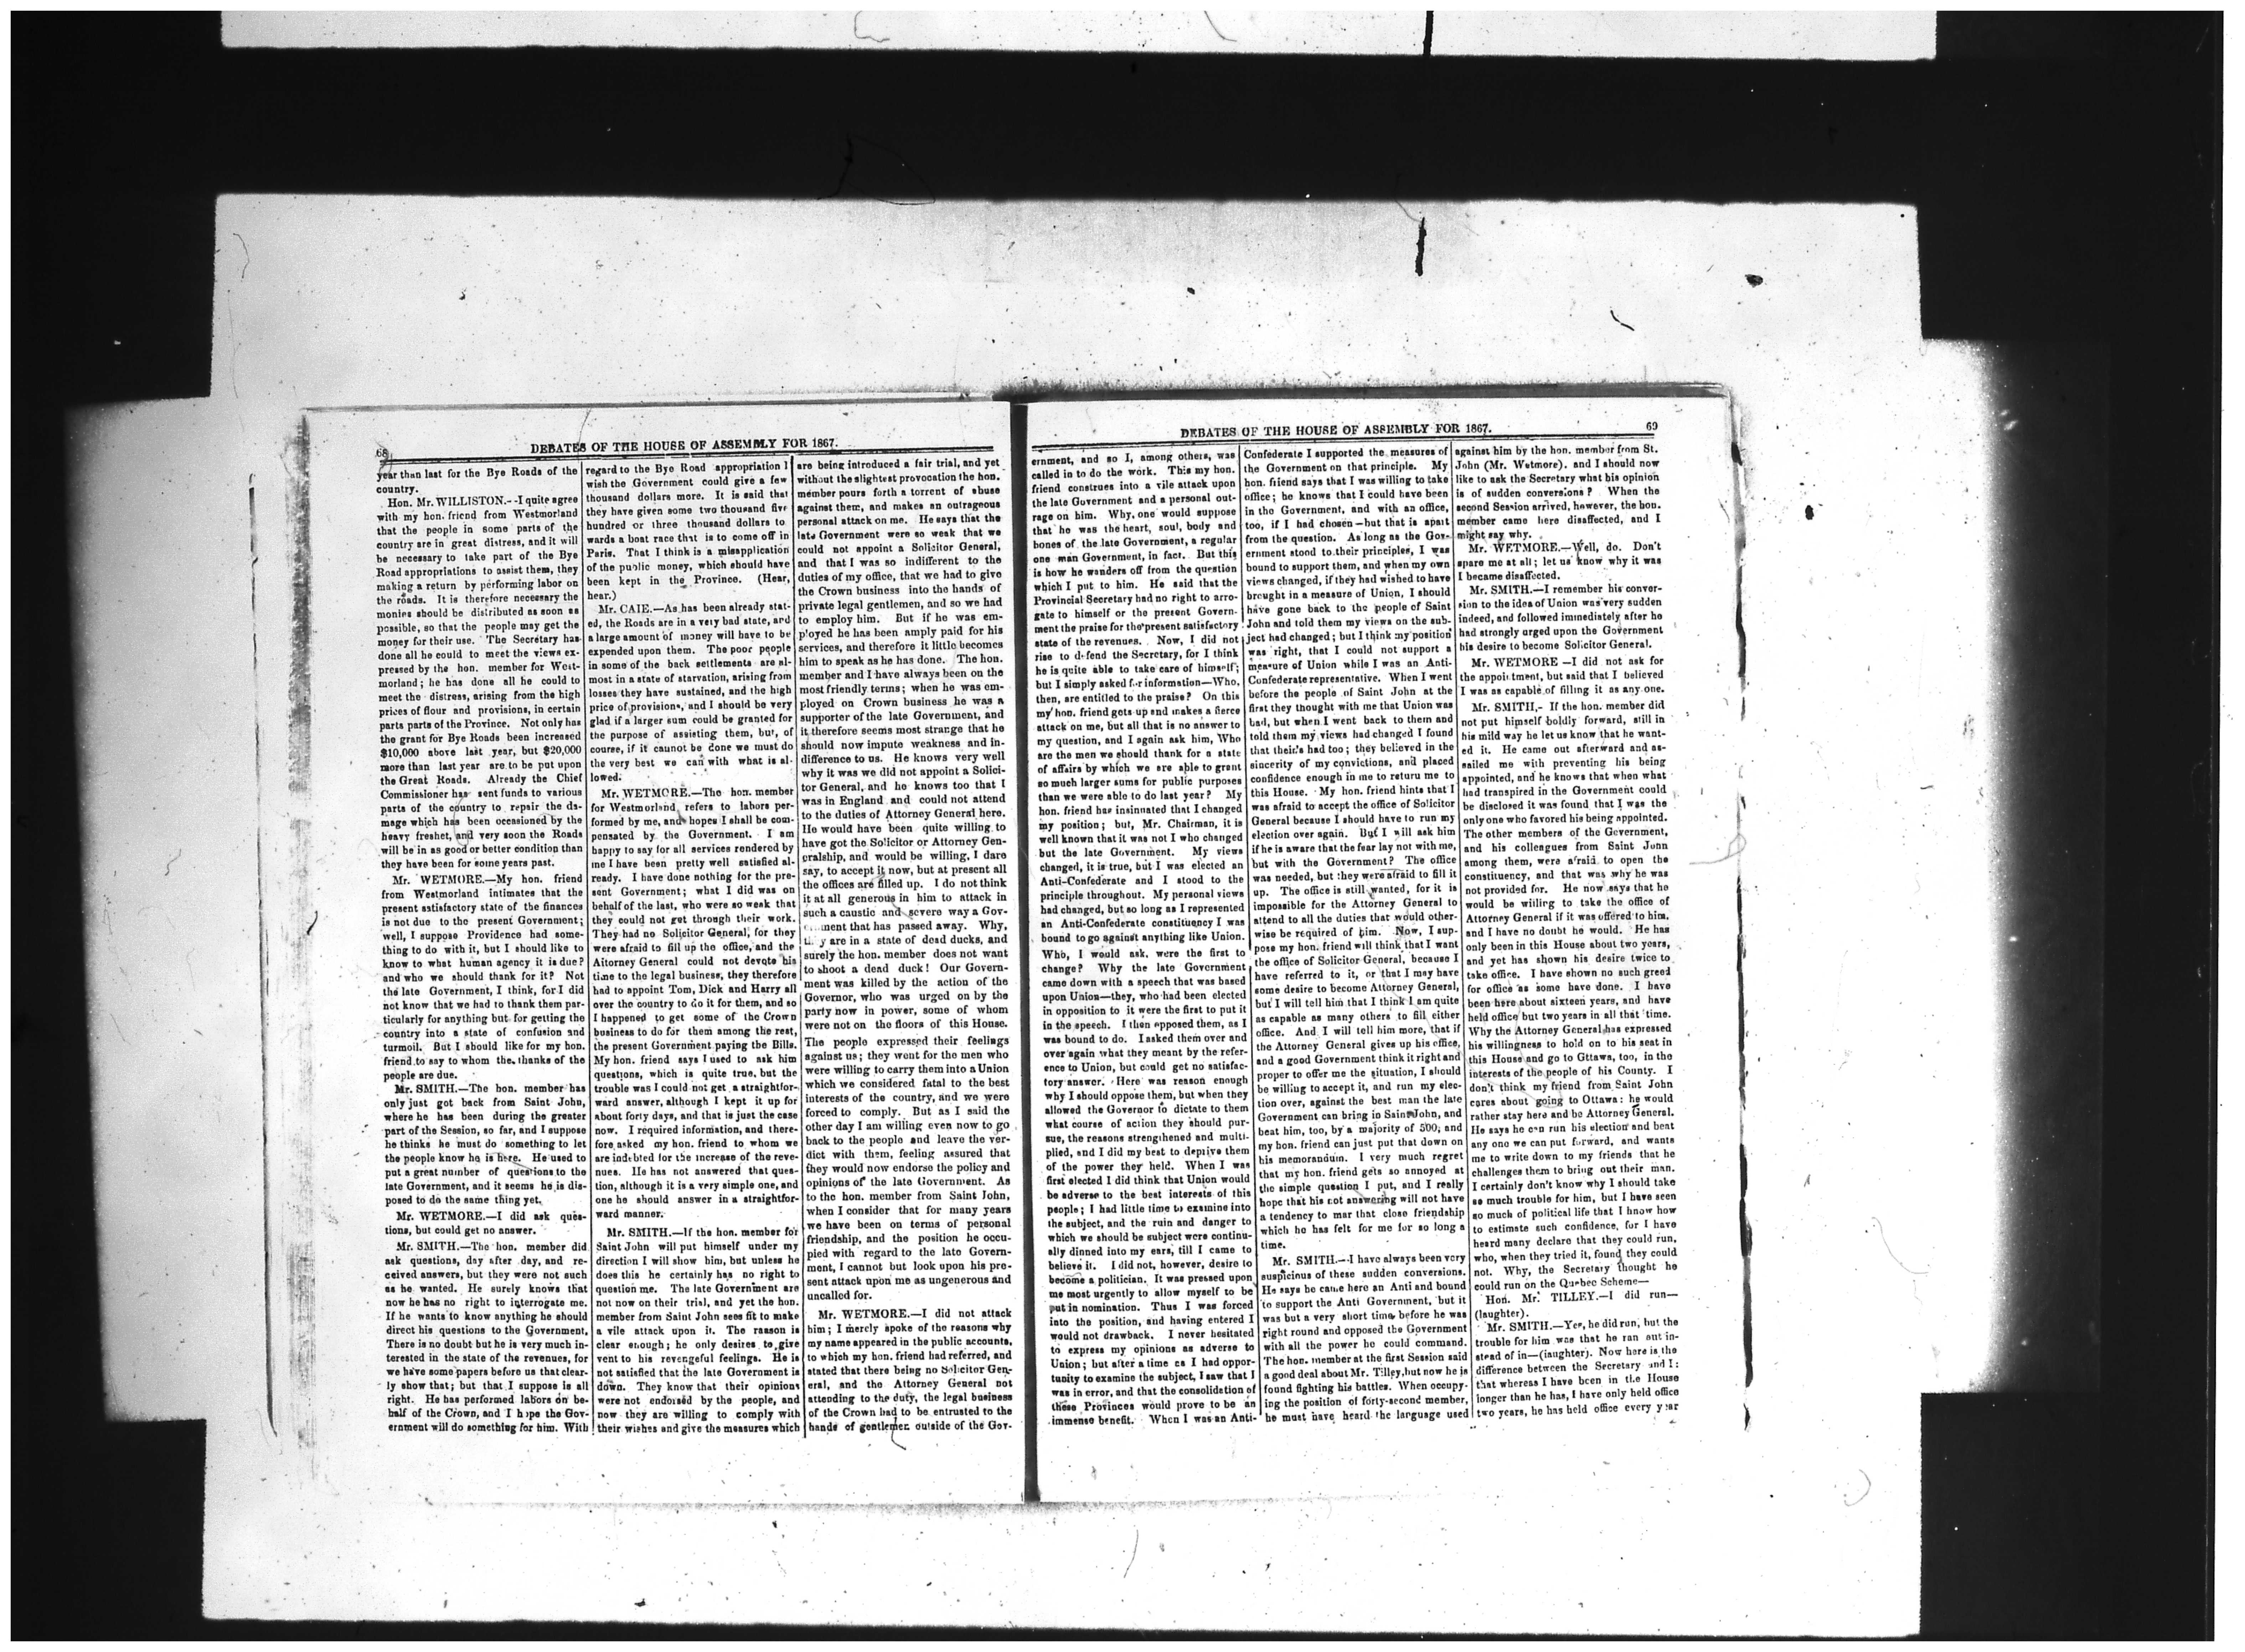 68
DEBATES OF THE HOUSE OF ASSEMBLY FOR 1867.
year than last for the Bye Roads of the
country.
Hon. Mr. WILLISTON.--I quite agree
with my hon. friend from Westmorland
that the people in some parts of the
country are in great distress, and it will
be necessary to take part of the Bye
Road appropriations to assist them, they
making a return by performing labor on
the roads. It is therefore necessary the
monies should be distributed as soon as
possible, so that the people may get the
money for their use. The Secretary has
done all he could to meet the views ex-
pressed by the hon. member for West-
morland; he has done all he could to
meet the distress, arising from the high
prices of flour and provisions, in certain
parts parts of the Province. Not only has
the grant for Bye Roads been increased
$10,000 above last year, but $20,000
more than last year are to be put upon
the Great Roads. Already the Chief
Commissioner has sent funds to various
parts of the country to repair the da-
mage which has been occasioned by the
heavy freshet, and very soon the Roads
will be in as good or better condition than
they have been for some years past.
Mr. WETMORE.—My hon. friend
from Westmorland intimates that the
present satisfactory state of the finances
is not due to the present Government;
well, I suppose Providence had some-
thing to do with it, but I should like to
know to what human agency it is due?
and who we should thank for it? Not
the late Government, I think, for I did
not know that we had to thank them par-
ticularly for anything but for getting the
country into a state of confusion and
turmoil. But I should like for my hon.
friend to say to whom the thanks of the
people are due.
Mr. SMITH.—The hon. member has
only just got back from Saint John,
where he has been during the greater
part of the Session, so far, and I suppose
he thinks he must do something to let
the people know he is here. He used to
put a great number of questions to the
late Government, and it seems he is dis-
posed to do the same thing yet.
Mr. WETMORE.—I did ask ques-
tions, but could get no answer.
Mr. SMITH.—The hon. member did
ask questions, day after day, and re-
ceived answers, but they were not such
as he wanted. He surely knows that
now he has no right to interrogate me.
If he wants to know anything he should
direct his questions to the Government.
There is no doubt but he is very much in-
terested in the state of the revenues, for
we have some papers before us that clear-
ly show that; but that I suppose is all
right. He has performed labors on be-
half of the Crown, and I hope the Gov-
ernment will do something for him. With
regard to the Bye Road appropriation I
wish the Government could give a few
thousand dollars more. It is said that
they have given some two thousand five
hundred or three thousand dollars to
wards a boat race that is to come off in
Paris. That I think is a misapplication
of the public money, which should have
been kept in the Province. (Hear,
hear.)
Mr. CAIE.—As has been already stat-
ed, the Roads are in a very bad state, and
a large amount of money will have to be
expended upon them. The poor people
in some of the back settlements are al-
most in a state of starvation, arising from
losses they have sustained, and the high
price of provisions, and I should be very
glad if a larger sum could be granted for
the purpose of assisting them, but, of
course, if it cannot be done we must do
the very best we can with what is al-
lowed.
Mr. WETMORE.—The hon. member
for Westmorland refers to labors per-
formed by me, and hopes I shall be com-
pensated by the Government. I am
happy to say for all services rendered by
me I have been pretty well satisfied al-
ready. I have done nothing for the pre-
sent Government; what I did was on
behalf of the last, who were so weak that
they could not get through their work.
They had no Solicitor General, for they
were afraid to fill up the office, and the
Attorney General could not devote his
time to the legal business, they therefore
had to appoint Tom, Dick and Harry all
over the country to do it for them, and so
I happened to get some of the Crown
business to do for them among the rest,
the present Government paying the Bills.
My hon. friend says I used to ask him
questions, which is quite true, but the
trouble was I could not get a straightfor-
ward answer, although I kept it up for
about forty days, and that is just the case
now. I required information, and there-
fore asked my hon. friend to whom we
are indebted for the increase of the reve-
nues. He has not answered that ques-
tion, although it is a very simple one, and
one he should answer in a straightfor-
ward manner.
Mr. SMITH.—If the hon. member for
Saint John will put himself under my
direction I will show him, but unless he
does this he certainly has no right to
question me. The late Government are
not now on their trial, and yet the hon.
member from Saint John sees fit to make
a vile attack upon it. The raason is
clear enough; he only desires to give
vent to his revengeful feelings. He is
not satisfied that the late Government is
down. They know that their opinions
were not endorsed by the people, and
now they are willing to comply with
their wishes and give the measures which
are being introduced a fair trial, and yet
without the slightest provocation the hon.
member pours forth a torrent of abuse
against them, and makes an outrageous
personal attack on me. He says that the
late Government were so weak that we
could not appoint a Solicitor General,
and that I was so indifferent to the
duties of my office, that we had to give
the Crown business into the hands of
private legal gentlemen, and so we had
to employ him. But if he was em-
ployed he has been amply paid for his
services, and therefore it little becomes
him to speak as he has done. The hon.
member and I have always been on the
most friendly terms; when he was em-
ployed on Crown business he was a
supporter of the late Government, and
it therefore seems most strange that he
should now impute weakness and in-
difference to us. He knows very well
why it was we did not appoint a Solici-
tor General, and he knows too that I
was in England and could not attend
to the duties of Attorney General here.
He would have been quite willing to
have got the Solicitor or Attorney Gen-
eralship, and would be willing, I dare
say, to accept it now, but at present all
the offices are filled up. I do not think
it at all generous in him to attack in
such a caustic and severe way a Gov-
ment that has passed away. Why,
y are in a state of dead ducks, and
surely the hon. member does not want
to shoot a dead duck! Our Govern-
ment was killed by the action of the
Governor, who was urged on by the
party now in power, some of whom
were not on the floors of this House.
The people expressed their feelings
against us; they went for the men who
were willing to carry them into a Union
which we considered fatal to the best
interests of the country, and we were
forced to comply. But as I said the
other day I am willing even now to go
back to the people and leave the ver-
dict with them, feeling assured that
they would now endorse the policy and
opinions of the late Government. As
to the hon. member from Saint John,
when I consider that for many years
we have been on terms of personal
friendship, and the position he occu-
pied with regard to the late Govern-
ment, I cannot but look upon his pre-
sent attack upon me as ungenerous and
uncalled for.
Mr. WETMORE.—I did not attack
him; I merely spoke of the reasons why
my name appeared in the public accounts,
to which my hon. friend had referred, and
stated that there being no Solicitor Gen-
eral, and the Attorney General not
attending to the duty, the legal business
of the Crown had to be entrusted to the
hands of gentlemen outside of the Gov-
DEBATES OF THE HOUSE OF ASSEMBLY FOR 1867.
69
ernment, and so I, among others, was
called in to do the work. This my hon.
friend construes into a vile attack upon
the late Government and a personal out-
rage on him. Why, one would suppose
that he was the heart, soul, body and
bones of the late Government, a regular
one man Government, in fact. But this
is how he wanders off from the question
which I put to him. He said that the
Provincial Secretary had no right to arro-
gate to himself or the present Govern-
ment the praise for the present satisfactory
state of the revenues. Now, I did not
rise to defend the Secretary, for I think
he is quite able to take care of himself;
but I simply asked for information—Who,
then, are entitled to the praise? On this
my hon. friend gets up and makes a fierce
attack on me, but all that is no answer to
my question, and I again ask him, Who
are the men we should thank for a state
of affairs by which we are able to grant
so much larger sums for public purposes
than we were able to do last year? My
hon. friend has insinuated that I changed
my position; but, Mr. Chairman, it is
well known that it was not I who changed
but the late Government. My views
changed, it is true, but I was elected an
Anti-Confederate and I stood to the
principle throughout. My personal views
had changed, but so long as I represented
an Anti-Confederate constituency I was
bound to go against anything like Union.
Who, I would ask, were the first to
change? Why the late Government
came down with a speech that was based
upon Union—they, who had been elected
in opposition to it were the first to put it
in the speech. I then opposed them, as I
was bound to do. I asked them over and
over again what they meant by the refer-
ence to Union, but could get no satisfac-
tory answer. Here was reason enough
why I should oppose them, but when they
allowed the Governor to dictate to them
what course of action they should pur-
sue, the reasons strengthened and multi-
plied, and I did my best to deprive them
of the power they held. When I was
first elected I did think that Union would
be adverse to the best interests of this
people; I had little time to examine into
the subject, and the ruin and danger to
which we should be subject were continu-
ally dinned into my ears, till I came to
believe it. I did not, however, desire to
become a politician. It was pressed upon
me most urgently to allow myself to be
put in nomination. Thus I was forced
into the position, and having entered I
would not drawback. I never hesitated
to express my opinions as adverse to
Union; but after a time as I had oppor-
tunity to examine the subject, I saw that I
was in error, and that the consolidation of
these Provinces would prove to be an
immense benefit. When I was an Anti-
Confederate I supported the measures of
the Government on that principle. My
hon. friend says that I was willing to take
office; he knows that I could have been
in the Government, and with an office,
too, if I had chosen—but that is apart
from the question. As long as the Gov-
ernment stood to their principles, I was
bound to support them, and when my own
views changed, if they had wished to have
brought in a measure of Union, I should
have gone back to the people of Saint
John and told them my views on the sub-
ject had changed; but I think my position
was right, that I could not support a
measure of Union while I was an Anti-
Confederate representative. When I went
before the people of Saint John at the
first they thought with me that Union was
bad, but when I went back to them and
told them my views had changed I found
that their's had too; they believed in the
sincerity of my convictions, and placed
confidence enough in me to return me to
this House. My hon. friend hints that I
was afraid to accept the office of Solicitor
General because I should have to run my
election over again. But I will ask him
if he is aware that the fear lay not with me,
but with the Government? The office
was needed, but they were afraid to fill it
up. The office is still wanted, for it is
impossible for the Attorney General to
attend to all the duties that would other-
wise be required of him. Now, I sup-
pose my hon. friend will think that I want
the office of Solicitor General, because I
have referred to it, or that I may have
some desire to become Attorney General,
but I will tell him that I think I am quite
as capable as many others to fill either
office. And I will tell him more, that if
the Attorney General gives up his office,
and a good Government think it right and
proper to offer me the situation, I should
be willing to accept it, and run my elec-
tion over, against the best man the late
Government can bring in Saint John, and
beat him, too, by a majority of 500; and
my hon. friend can just put that down on
his memorandum. I very much regret
that my hon. friend gets so annoyed at
the simple question I put, and I really
hope that his not answering will not have
a tendency to mar that close friendship
which he has felt for me for so long a
time.
Mr. SMITH.—I have always been very
suspicious of these sudden conversions.
He says he came here an Anti and bound
to support the Anti Government, but it
was but a very short time before he was
right round and opposed the Government
with all the power he could command.
The hon. member at the first Session said
a good deal about Mr. Tilley, but now he is
found fighting his battles. When occupy-
ing the position of forty-second member,
he must have heard the language used
against him by the hon. member from St.
John (Mr. Wetmore). and I should now
like to ask the Secretary what his opinion
is of sudden conversions? When the
second Session arrived, however, the hon.
member came here disaffected, and I
might say why.
Mr. WETMORE.—Well, do. Don't
spare me at all; let us know why it was
I became disaffected.
Mr. SMITH.—I remember his conver-
sion to the idea of Union was very sudden
indeed, and followed immediately after he
had strongly urged upon the Government
his desire to become Solicitor General.
Mr. WETMORE —I did not ask for
the appointment, but said that I believed
I was as capable of filling it as any one.
Mr. SMITH,- If the hon. member did
not put himself boldly forward, still in
his mild way he let us know that he want-
ed it. He came out afterward and as-
sailed me with preventing his being
appointed, and he knows that when what
had transpired in the Government could
be disclosed it was found that I was the
only one who favored his being appointed.
The other members of the Government,
and his colleagues from Saint John
among them, were afraid to open the
constituency, and that was why he was
not provided for. He now says that he
would be willing to take the office of
Attorney General if it was offered to him,
and I have no doubt he would. He has
only been in this House about two years,
and yet has shown his desire twice to
take office. I have shown no such greed
for office as some have done. I have
been here about sixteen years, and have
held office but two years in all that time.
Why the Attorney General has expressed
his willingness to hold on to his seat in
this House and go to Ottawa, too, in the
interests of the people of his County. I
don't think my friend from Saint John
cares about going to Ottawa: he would
rather stay here and be Attorney General.
He says he can run his election and beat
any one we can put forward, and wants
me to write down to my friends that he
challenges them to bring out their man.
I certainly don't know why I should take
so much trouble for him, but I have seen
so much of political life that I know how
to estimate such confidence, for I have
heard many declare that they could run,
who, when they tried it, found they could
not. Why, the Secretary thought he
could run on the Quebec Scheme—
Hon. Mr. TILLEY.—I did run—
(laughter).
Mr. SMITH.—Yes, he did run, but the
trouble for him was that he ran out in-
stead of in—(laughter). Now here is the
difference between the Secretary and I:
that whereas I have been in the House
longer than he has, I have only held office
two years, he has held office every year